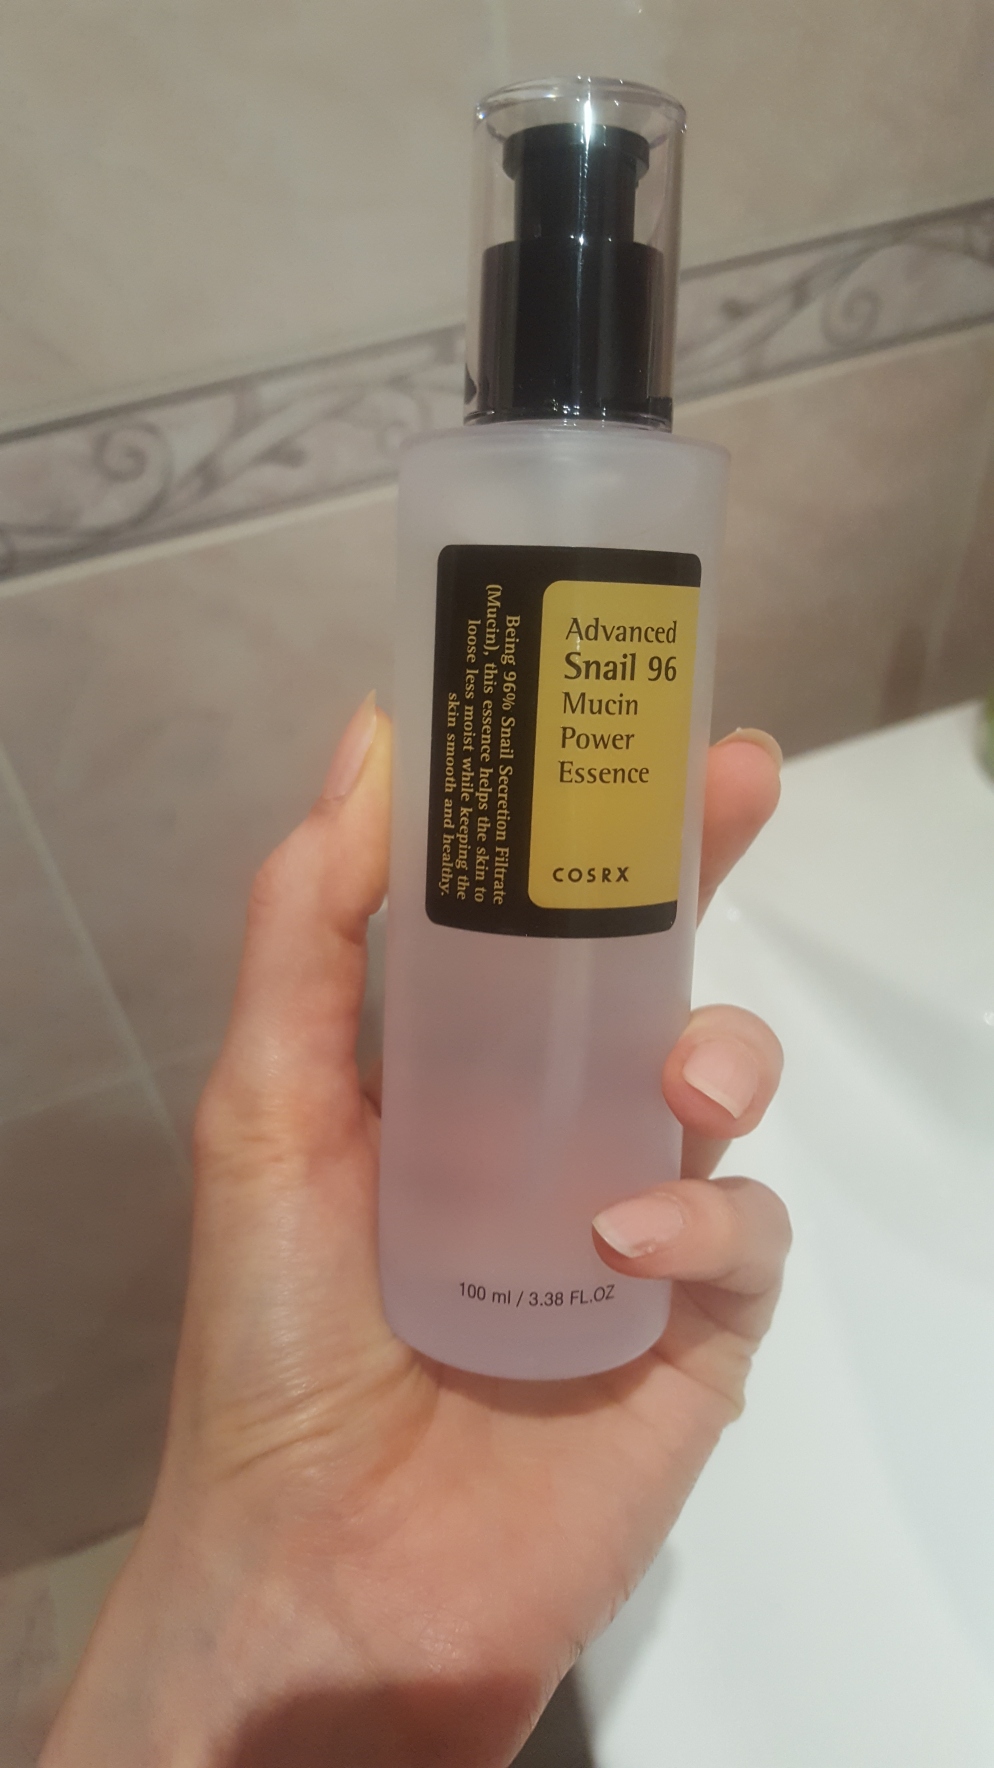 Advanced
Snail 96
Mucin
Power
Essence
COSRX
Being 96% Snail Secretion Filtrate
(Mucin), this essence helps the skin to
loose less moist while keeping the
skin smooth and healthy.
100 ml / 3.38 FL.OZ